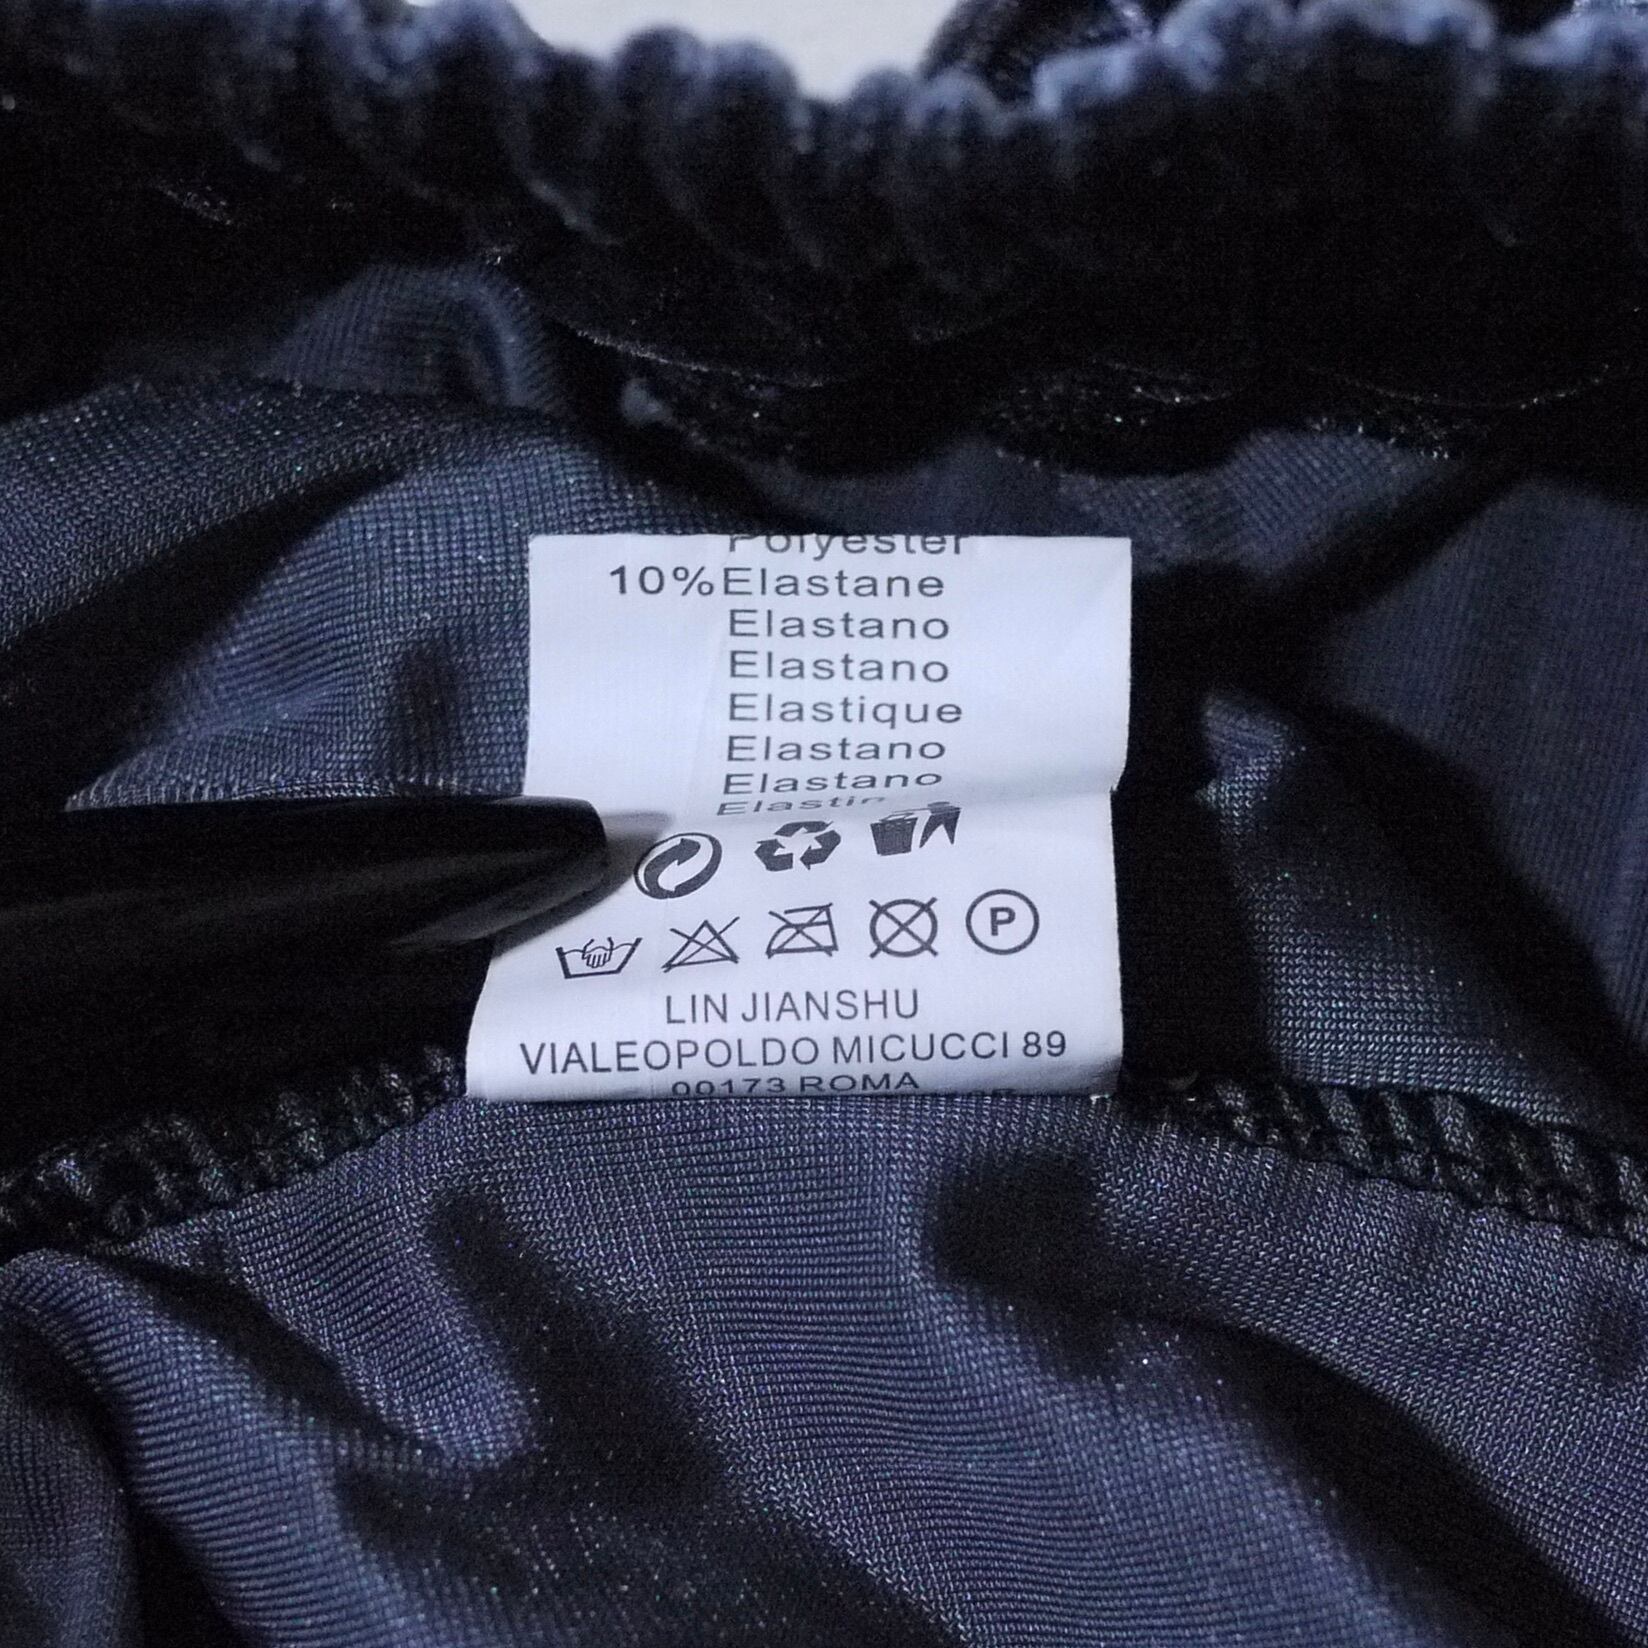 Polyester
10%Elastane
Elastano
Elastano
Elastique
Elastano
Elastano
P
LIN JIANSHU
VIALEOPOLDO MICUCCI 89
00173 ROMA